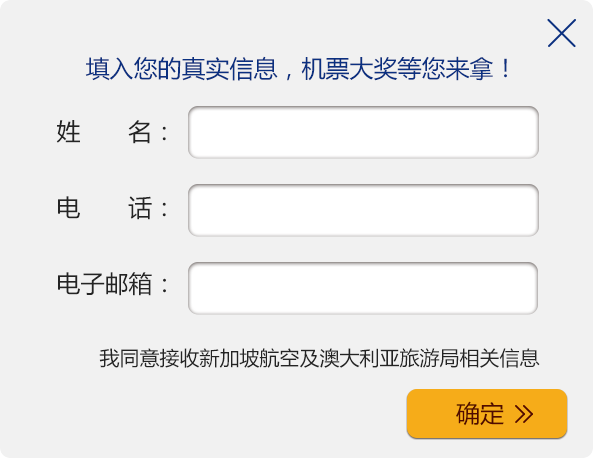 填入您的真实信息，机票大奖等您来拿！
姓　　名：
电　　话：
电子邮箱：
我同意接收新加坡航空及澳大利亚旅游局相关信息
确定